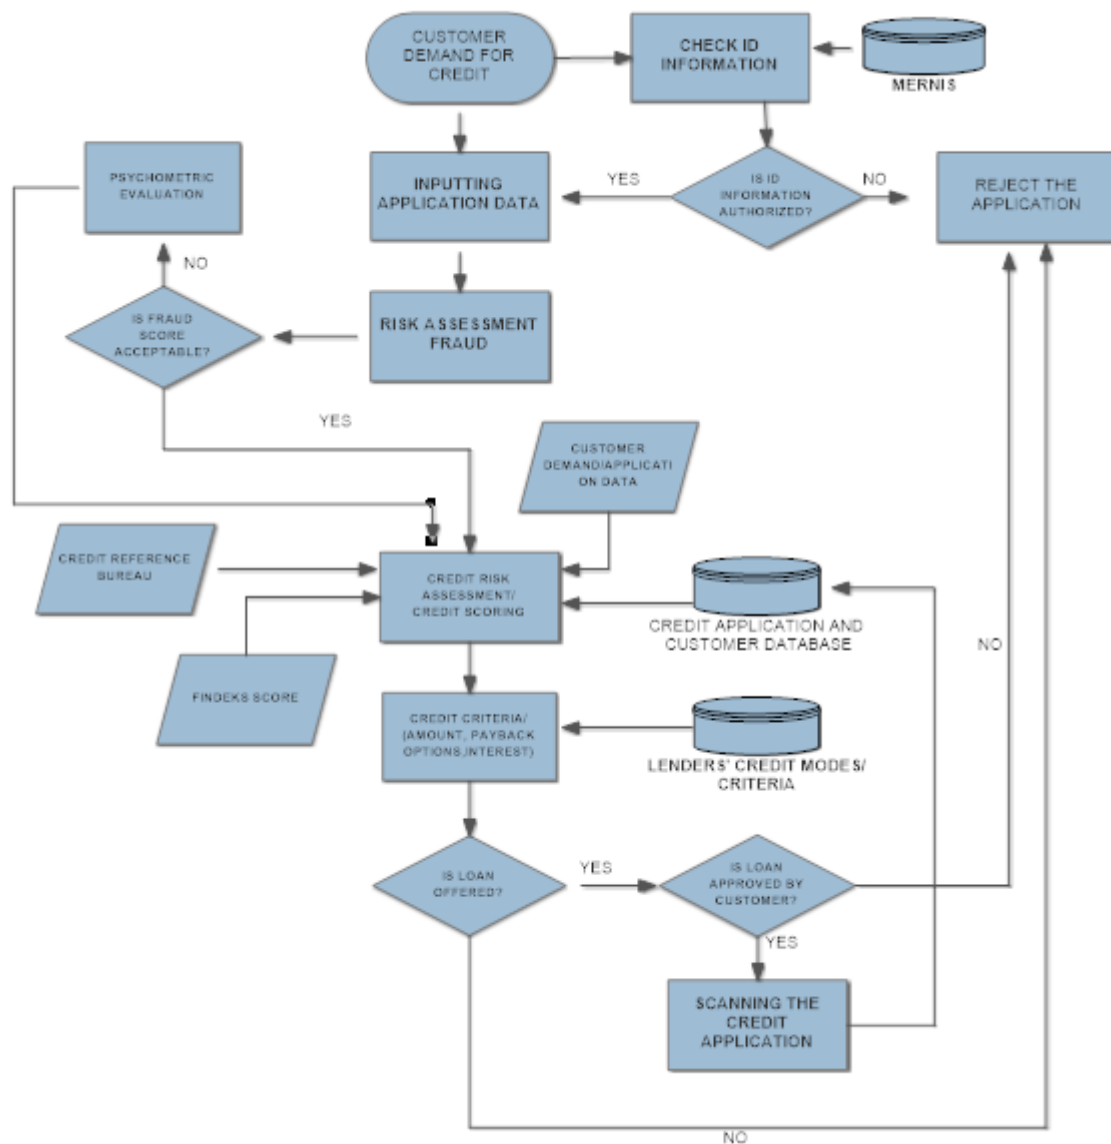 CUSTOMER
DEMAND FOR
CREDIT
CHECK ID
INFORMATION
MERNIS
PSYCHOMETRIC
EVALUATION
INPUTTING
APPLICATION DATA
YES
IS ID
INFORMATION
AUTHORIZED?
NO
REJECT THE
APPLICATION
NO
IS FRAUD
SCORE
ACCEPTABLE?
RISK ASSESSMENT
FRAUD
YES
CUSTOMER
DEMAND/APPLICATI
ON DATA
CREDIT REFERENCE
BUREAU
CREDIT RISK
ASSESSMENT/
CREDIT SCORING
CREDIT APPLICATION AND
CUSTOMER DATABASE
NO
FINDEKS SCORE
CREDIT CRITERIA/
(AMOUNT, PAYBACK
OPTIONS,INTEREST)
LENDERS' CREDIT MODES/
CRITERIA
IS LOAN
OFFERED?
YES
IS LOAN
APPROVED BY
CUSTOMER?
YES
SCANNING THE
CREDIT
APPLICATION
NO